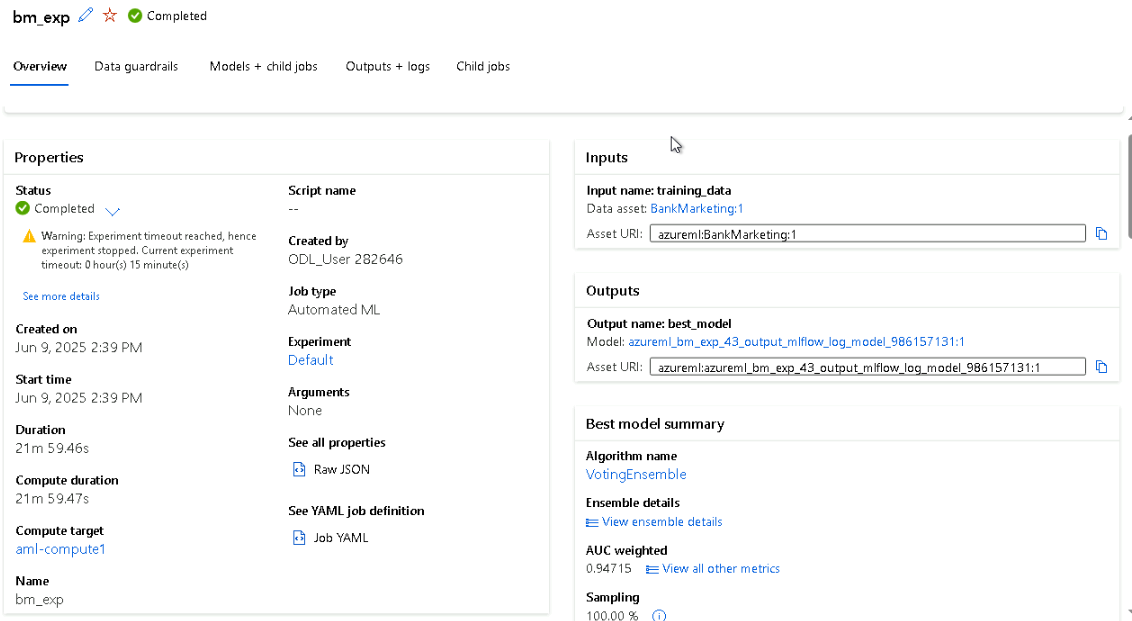 bm_exp Completed
Overview Data guardrails Models + child jobs Outputs + logs Child jobs
Properties
Status
Completed
Warning: Experiment timeout reached, hence
experiment stopped. Current experiment
timeout: 0 hour(s) 15 minute(s)
See more details
Created on
Jun 9, 2025 2:39 PM
Start time
Jun 9, 2025 2:39 PM
Duration
21m 59.46s
Compute duration
21m 59.47s
Compute target
aml-compute1
Name
bm_exp
Script name
--
Created by
ODL_User 282646
Job type
Automated ML
Experiment
Default
Arguments
None
See all properties
Raw JSON
See YAML job definition
Job YAML
Inputs
Input name: training_data
Data asset: BankMarketing:1
Asset URI: azureml:BankMarketing:1
Outputs
Output name: best_model
Model: azureml_bm_exp_43_output_mlflow_log_model_986157131:1
Asset URI: azureml:azureml_bm_exp_43_output_mlflow_log_model_986157131:1
Best model summary
Algorithm name
VotingEnsemble
Ensemble details
View ensemble details
AUC weighted
0.94715 View all other metrics
Sampling
100.00 %